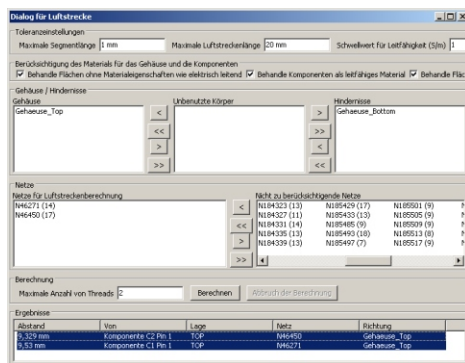 Dialog für Luftstrecke
Toleranzeinstellungen
Maximale Segmentlänge 1 mm Maximale Luftstreckenlänge 20 mm Schwellwert für Leitfähigkeit (S/m) 1
Berücksichtigung des Materials für das Gehäuse und die Komponenten
Behandle Flächen ohne Materialeigenschaften wie elektrisch leitend Behandle Komponenten als leitfähiges Material Behandle Fläc
Gehäuse / Hindernisse
Gehäuse Unbenutzte Körper Hindernisse
Gehaeuse_Top < > Gehaeuse_Bottom
<< >>
> <
>> <<
Netze
Netze für Luftstreckenberechnung Nicht zu berücksichtigende Netze
N46271 (14) < N184323 (13) N185429 (17) N185501 (9)
N46450 (17) << N184327 (11) N185433 (13) N185505 (9)
N184331 (14) N185485 (9) N185509 (9)
> N184335 (13) N185493 (18) N185513 (8)
>> N184339 (13) N185497 (7) N185517 (9)
Berechnung
Maximale Anzahl von Threads 2 Berechnen Abbruch der Berechnung
Ergebnisse
Abstand Von Lage Netz Richtung
9,329 mm Komponente C2 Pin 1 TOP N46450 Gehaeuse_Top
9,53 mm Komponente C1 Pin 1 TOP N46271 Gehaeuse_Top